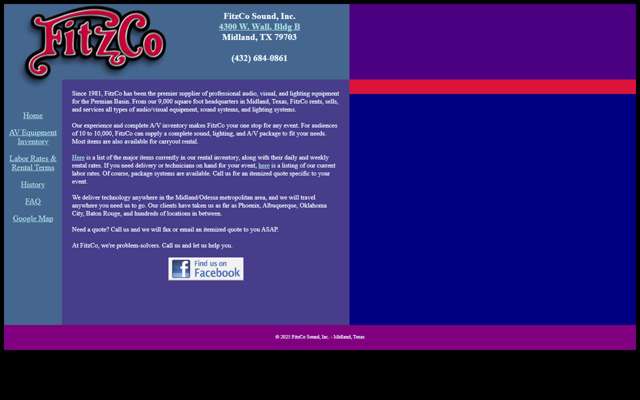 FitzCo
FitzCo Sound, Inc.
4300 W. Wall, Bldg B
Midland, TX 79703
(432) 684-0861
Home
AV Equipment
Inventory
Labor Rates &
Rental Terms
History
FAQ
Google Map
Since 1981, FitzCo has been the premier supplier of professional audio, visual, and lighting equipment
for the Permian Basin. From our 9,000 square foot headquarters in Midland, Texas, FitzCo rents, sells,
and services all types of audio/visual equipment, sound systems, and lighting systems.
Our experience and complete A/V inventory makes FitzCo your one stop for any event. For audiences
of 10 to 10,000, FitzCo can supply a complete sound, lighting, and A/V package to fit your needs.
Most items are also available for carryout rental.
Here is a list of the major items currently in our rental inventory, along with their daily and weekly
rental rates. If you need delivery or technicians on hand for your event, here is a listing of our current
labor rates. Of course, package systems are available. Call us for an itemized quote specific to your
event.
We deliver technology anywhere in the Midland/Odessa metropolitan area, and we will travel
anywhere you need us to go. Our clients have taken us as far as Phoenix, Albuquerque, Oklahoma
City, Baton Rouge, and hundreds of locations in between.
Need a quote? Call us and we will fax or email an itemized quote to you ASAP.
At FitzCo, we're problem-solvers. Call us and let us help you.
Find us on
Facebook
© 2025 FitzCo Sound, Inc. - Midland, Texas